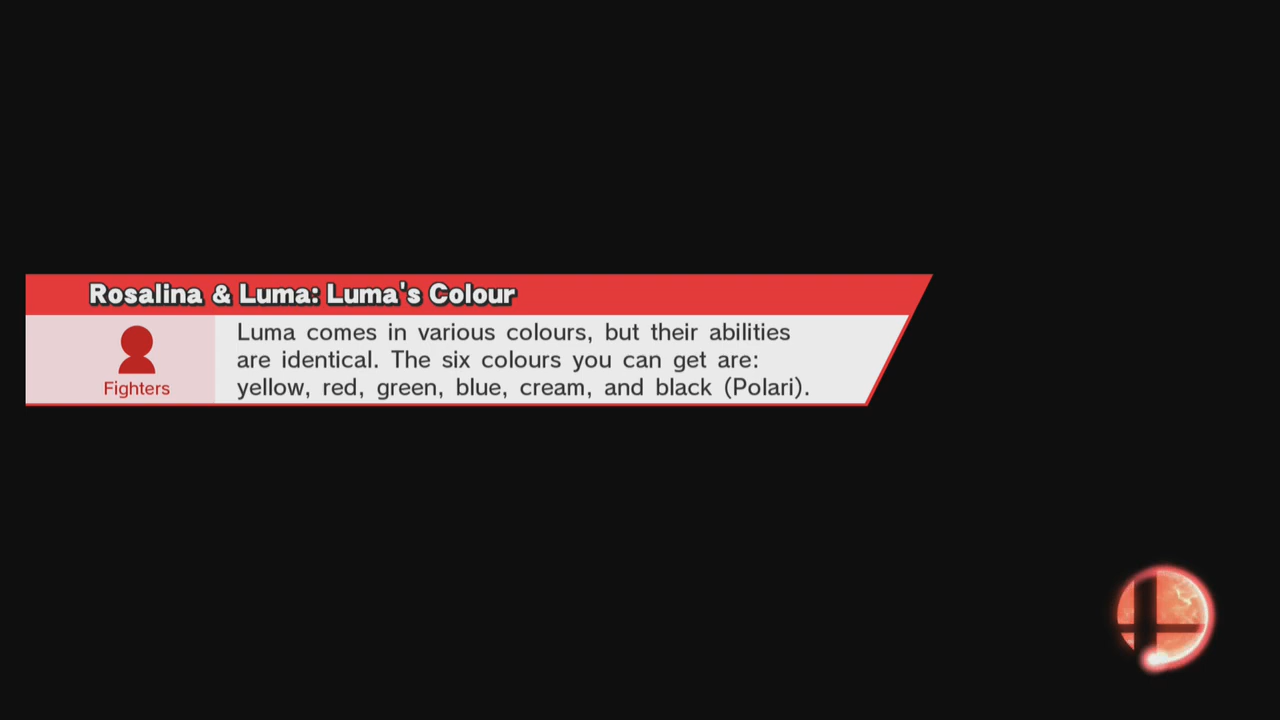 Rosalina & Luma: Luma's Colour
Luma comes in various colours, but their abilities
are identical. The six colours you can get are:
yellow, red, green, blue, cream, and black (Polari).
Fighters